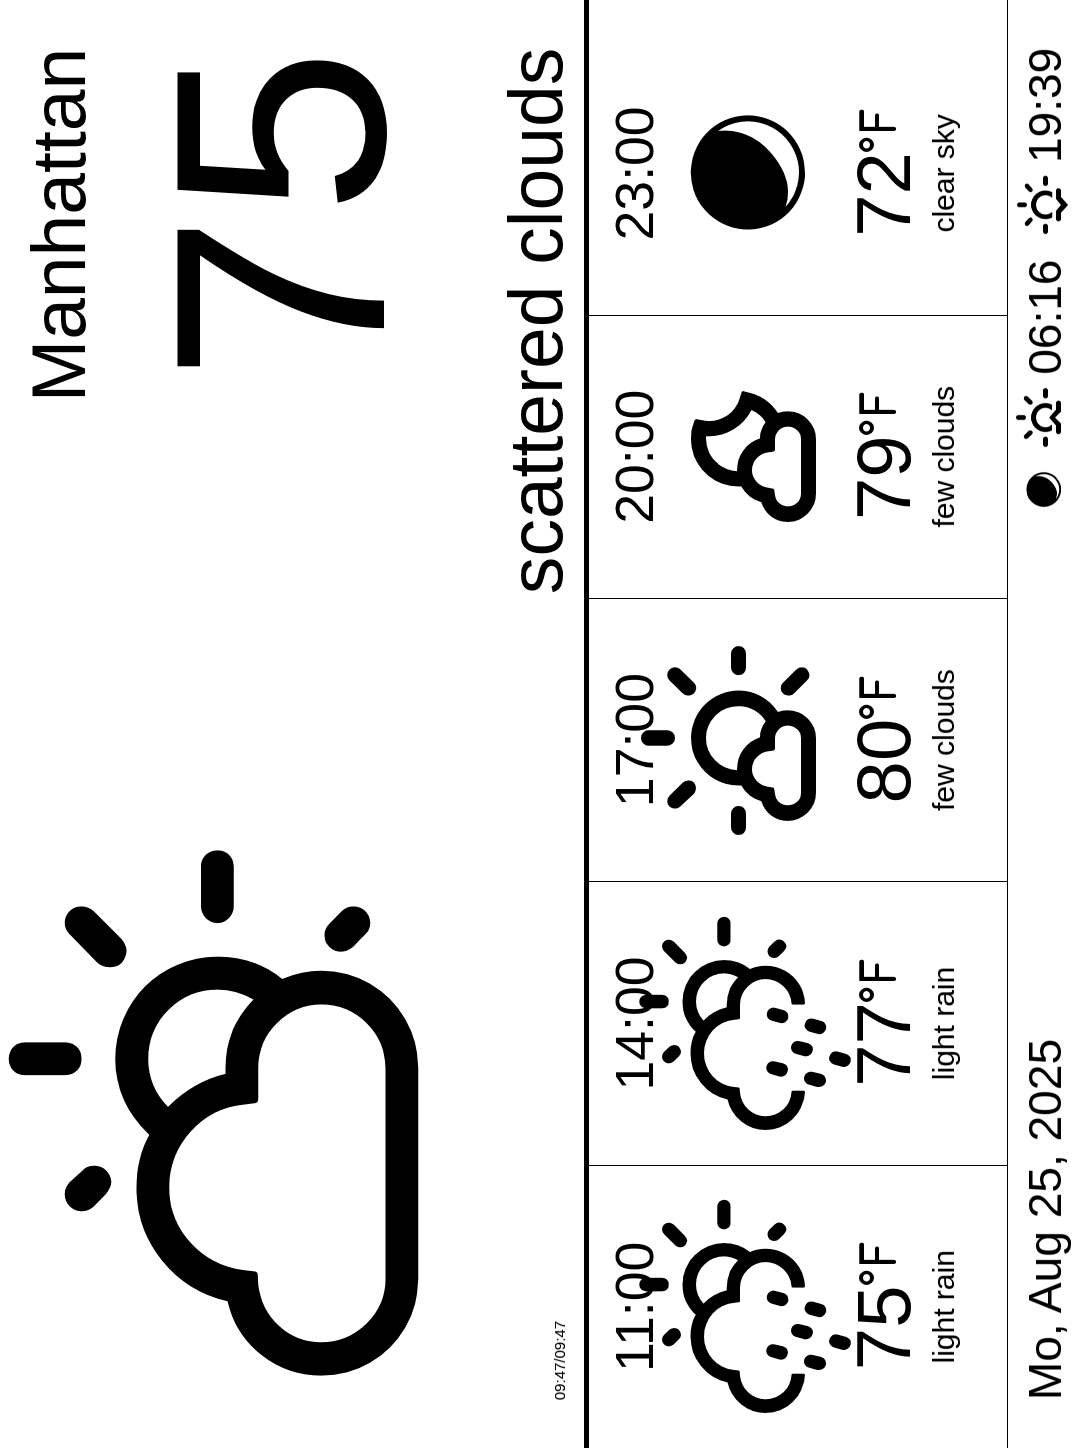 Manhattan
75
scattered clouds
09:47/09:47
11:00 14:00 17:00 20:00 23:00
75°F 77°F 80°F 79°F 72°F
light rain light rain few clouds few clouds clear sky
Mo, Aug 25, 2025 06:16 19:39